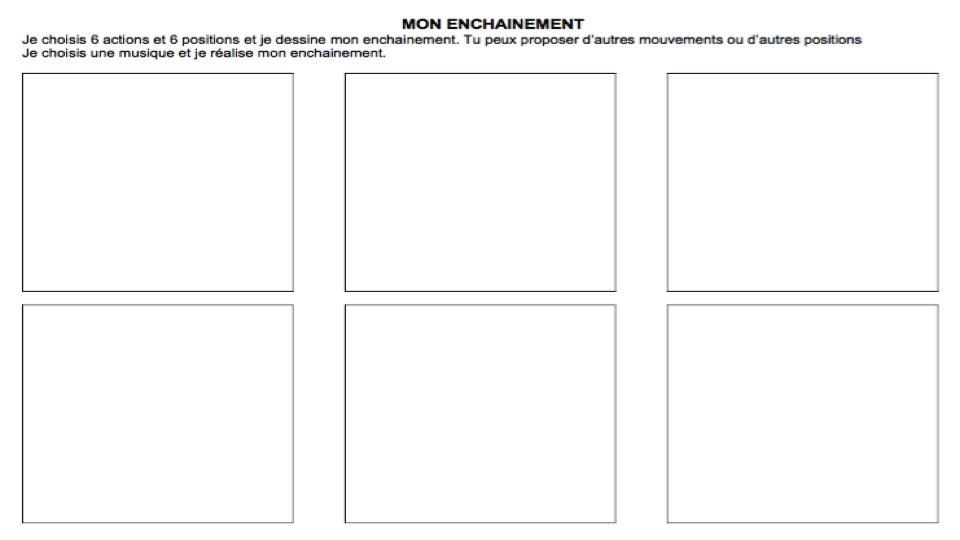 MON ENCHAINEMENT
Je choisis 6 actions et 6 positions et je dessine mon enchainement. Tu peux proposer d'autres mouvements ou d'autres positions
Je choisis une musique et je réalise mon enchainement.